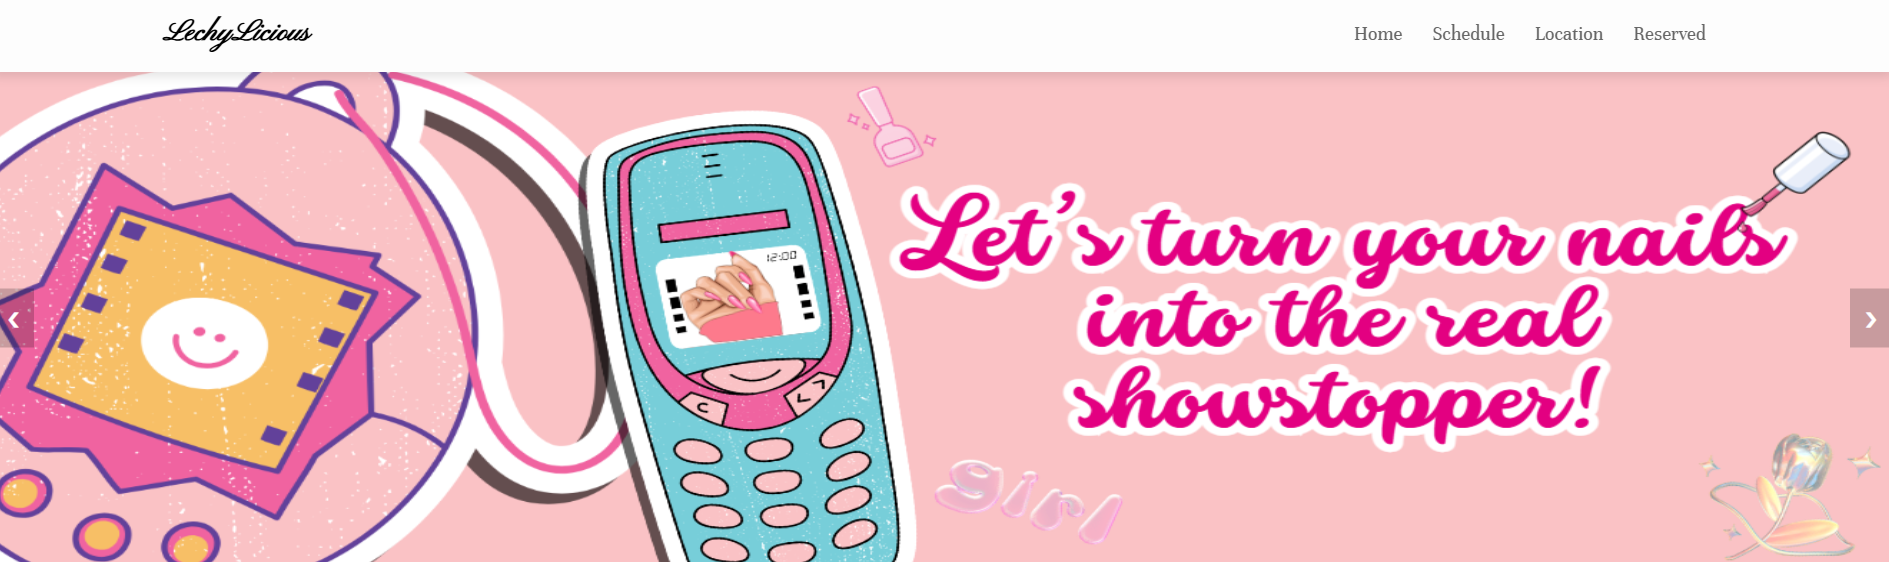 LechyLicious
Home Schedule Location Reserved
12:00
Let's turn your nails
into the real
showstopper!
C
girl